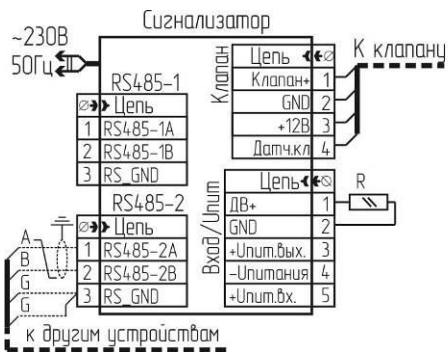 Сигнализатор
~230В
50Гц
RS485-1
Цепь
1 RS485-1A
2 RS485-1B
3 RS_GND
RS485-2
Цепь
1 RS485-2A
2 RS485-2B
3 RS_GND
A
B
G
G
к другим устройствам
Клапан
Цепь
Клапан+ 1
GND 2
+12В 3
Датч.кл 4
К клапану
Вход/Uпит
Цепь
ДВ+ 1
GND 2
+Uпит.вых. 3
-Uпитания 4
+Uпит.вх. 5
R